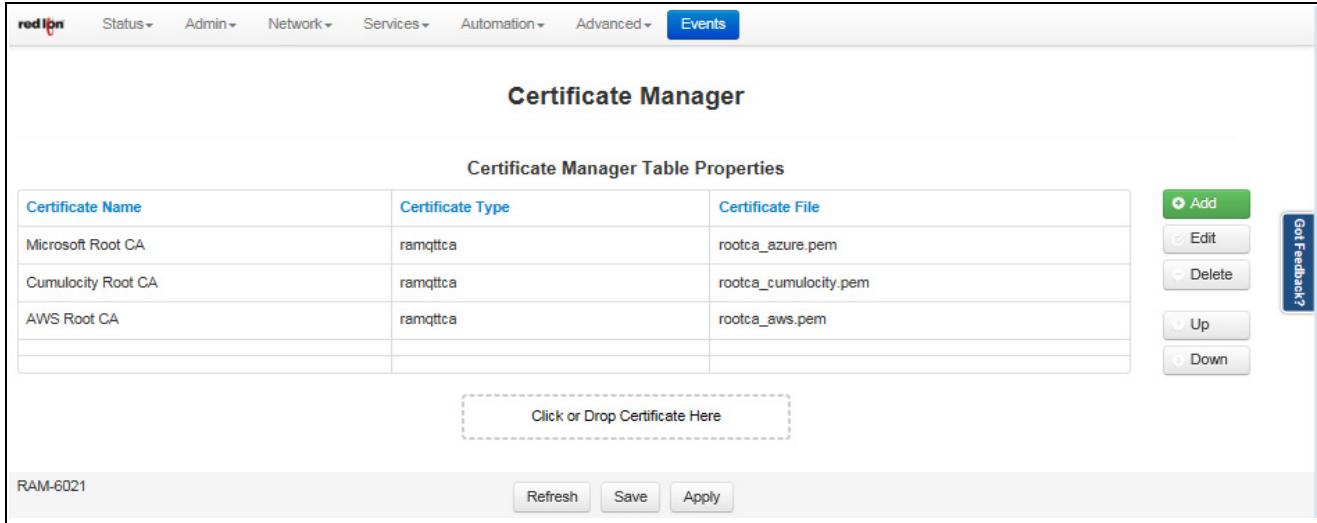 red lion Status Admin Network Services Automation Advanced Events
Certificate Manager
Certificate Manager Table Properties
Certificate Name Certificate Type Certificate File
Microsoft Root CA ramqttca rootca_azure.pem
Cumulocity Root CA ramqttca rootca_cumulocity.pem
AWS Root CA ramqttca rootca_aws.pem
Add
Edit
Delete
Up
Down
Got Feedback?
Click or Drop Certificate Here
RAM-6021
Refresh Save Apply